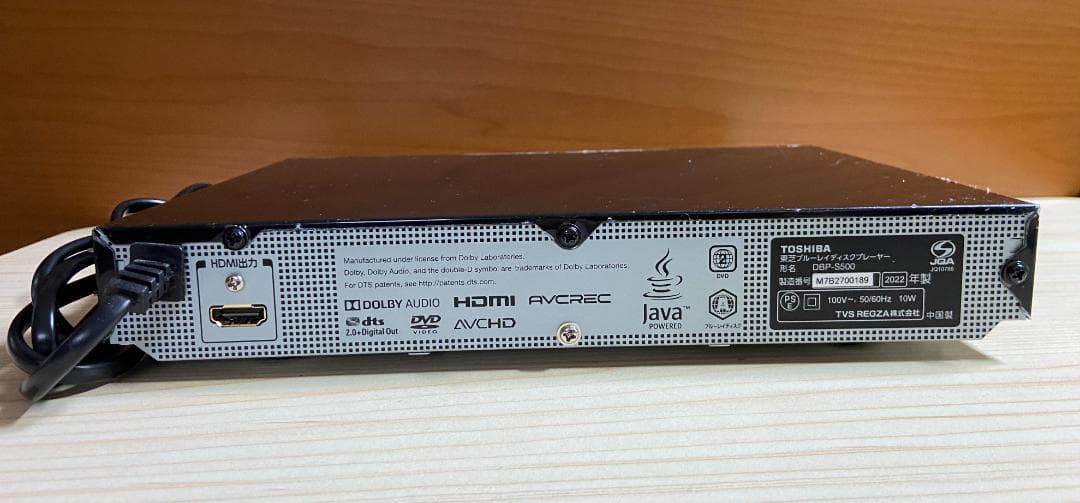 HDMI出力
Manufactured under license from Dolby Laboratories.
Dolby, Dolby Audio, and the double-D symbol are trademarks of Dolby Laboratories.
For DTS patents, see http://patents.dts.com.
DOLBY AUDIO HDMI AVCREC
dts 2.0+Digital Out DVD VIDEO AVCHD
Java POWERED
DVD
ブルーレイディスク
TOSHIBA
東芝ブルーレイディスクプレーヤー
形名 DBP-S500
製造番号 M7B2700189 2022 年製
PS E 100V～, 50/60Hz 10W
TVS REGZA株式会社 中国製
S
JQA